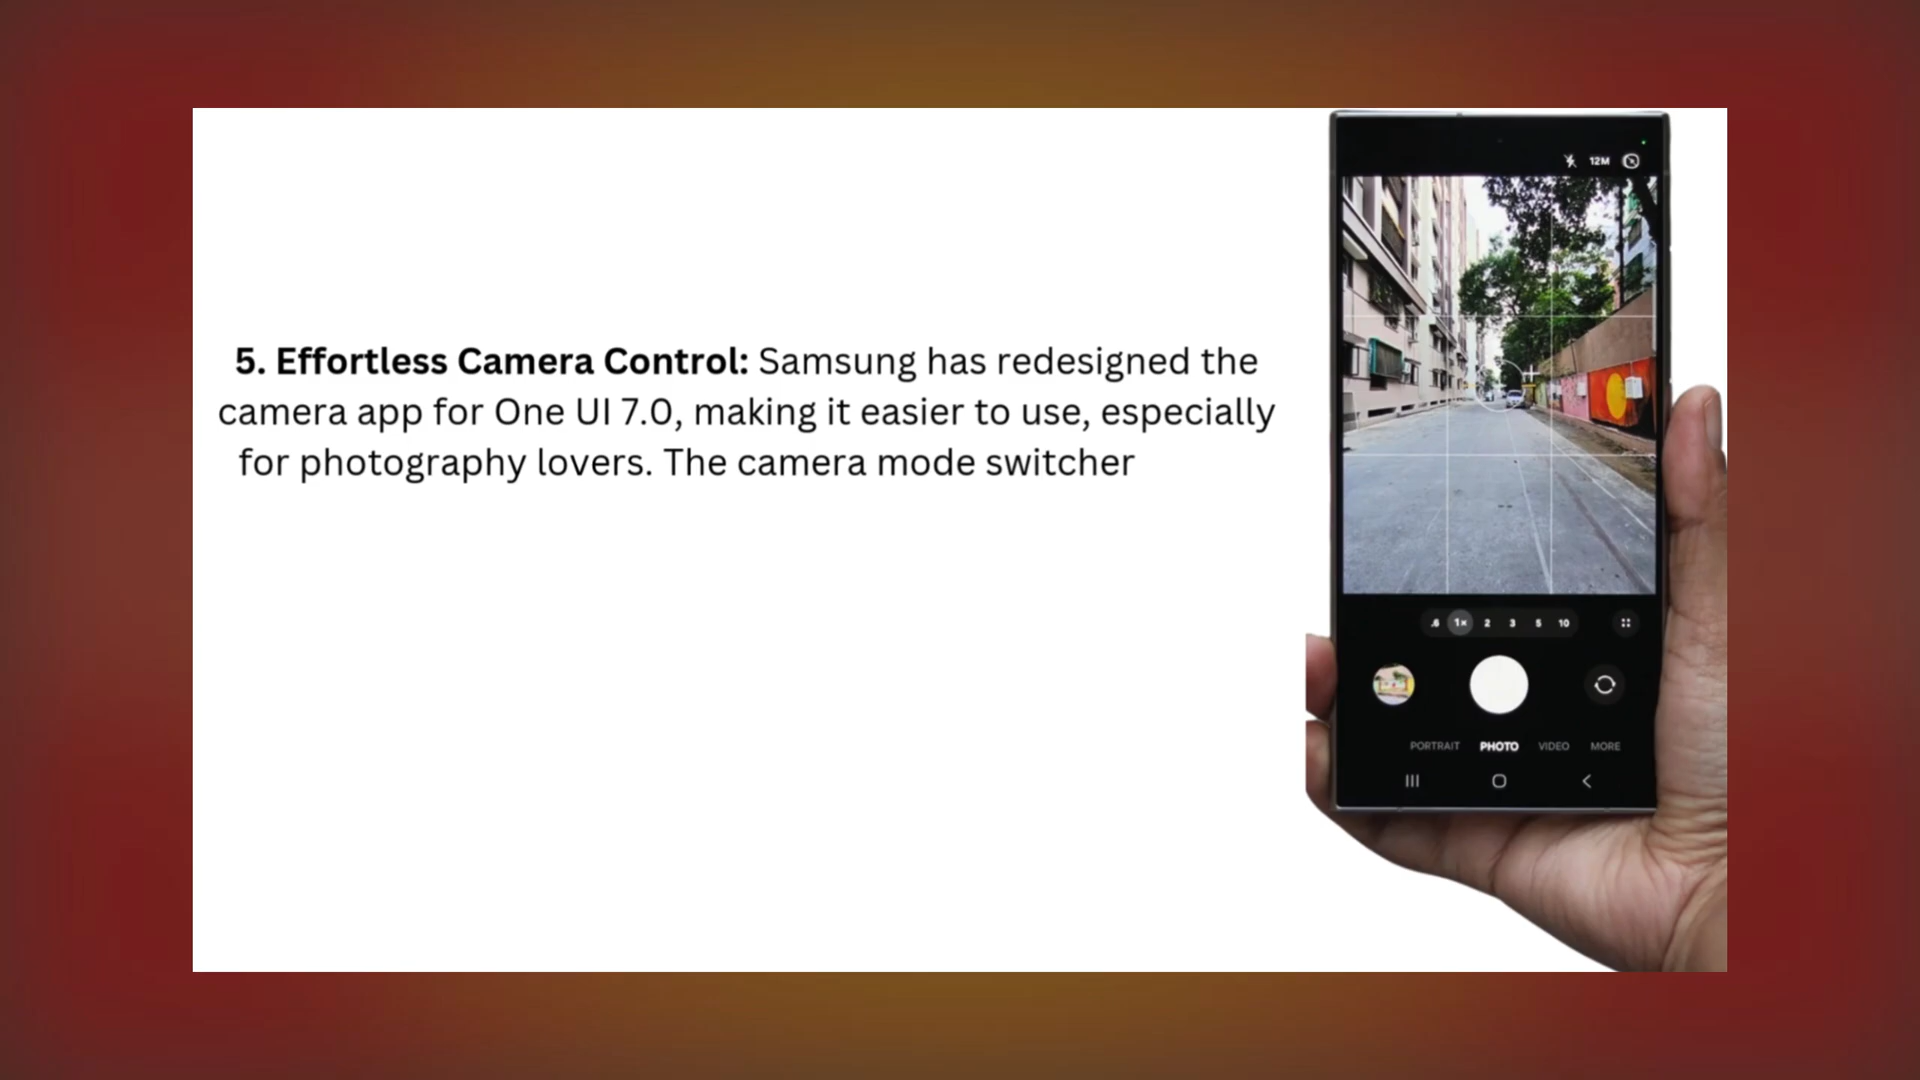 5. Effortless Camera Control: Samsung has redesigned the
camera app for One UI 7.0, making it easier to use, especially
for photography lovers. The camera mode switcher
12M
.6 1x 2 3 5 10
PORTRAIT PHOTO VIDEO MORE